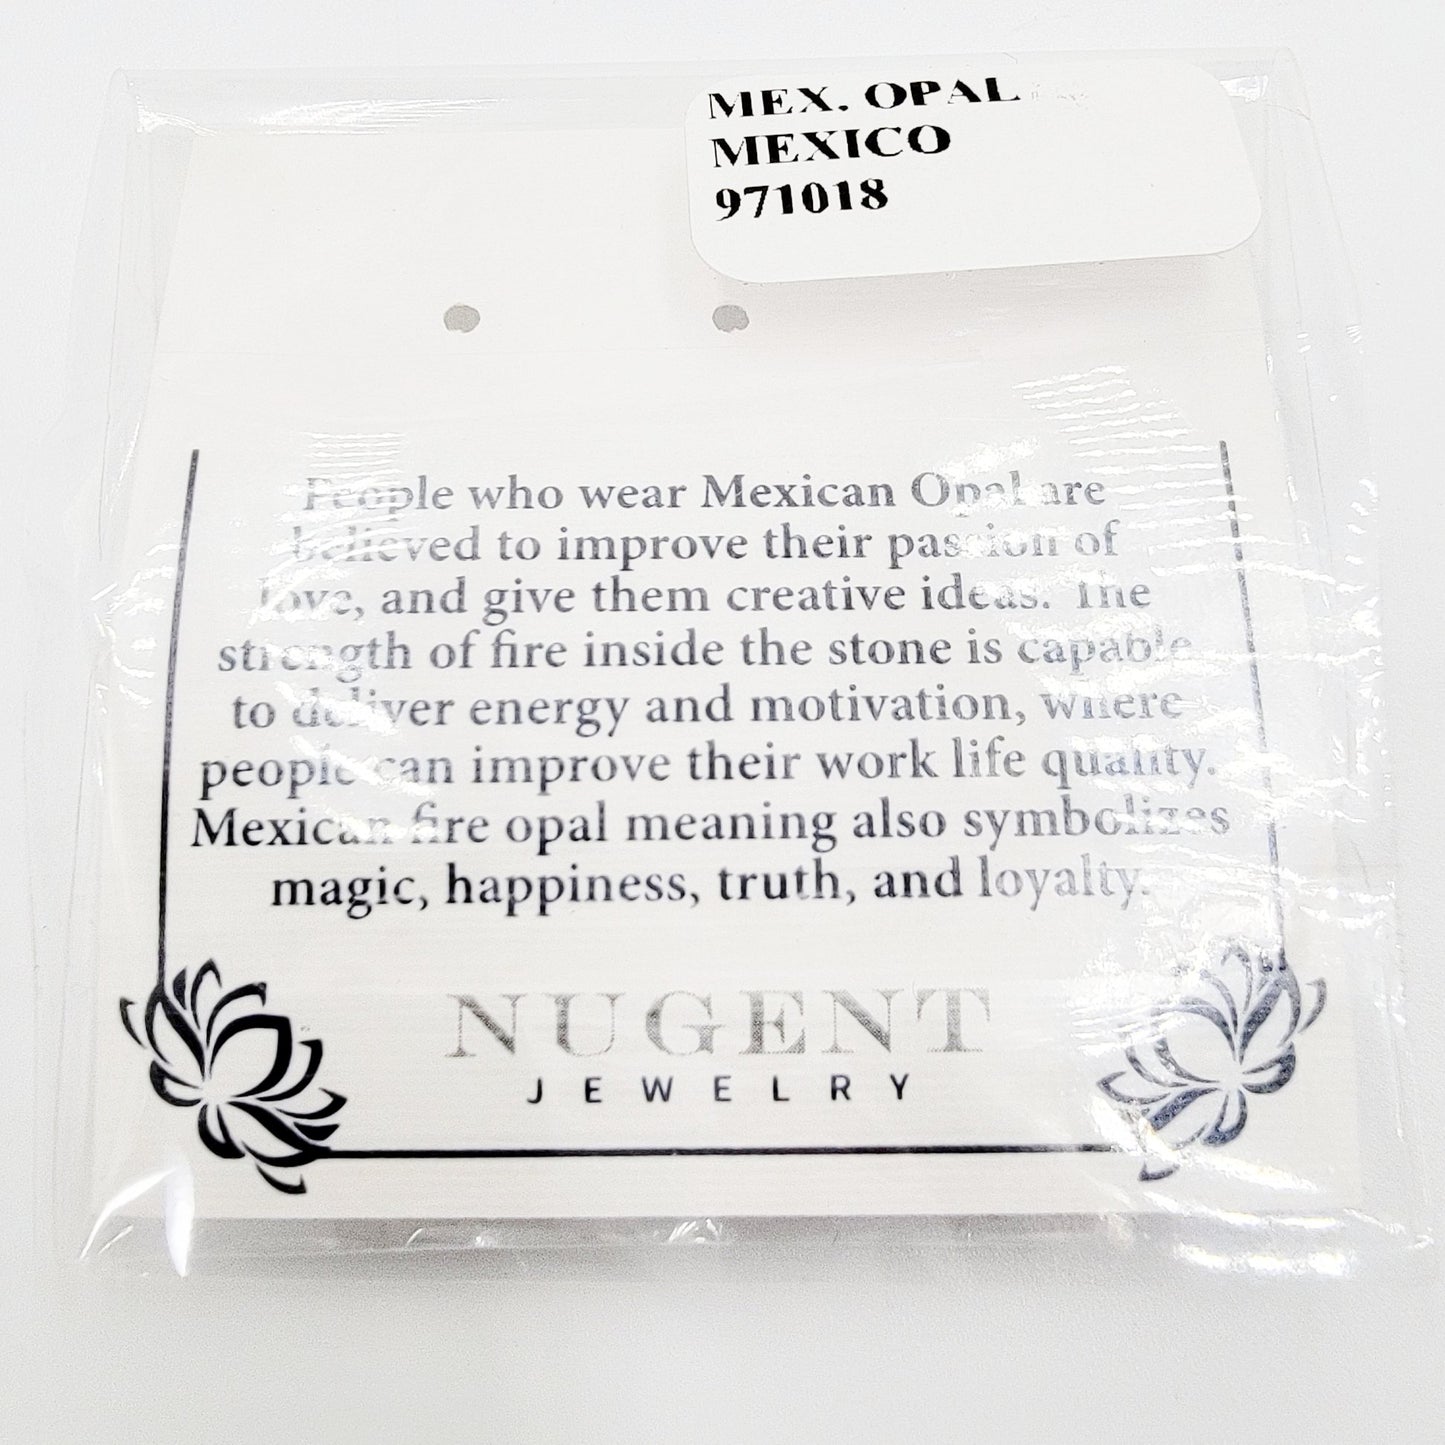 MEX. OPAL
MEXICO
971018
People who wear Mexican Opal are
believed to improve their passion of
love, and give them creative ideas. The
strength of fire inside the stone is capable
to deliver energy and motivation, where
people can improve their work life quality.
Mexican fire opal meaning also symbolizes
magic, happiness, truth, and loyalty.
NUGENT
JEWELRY